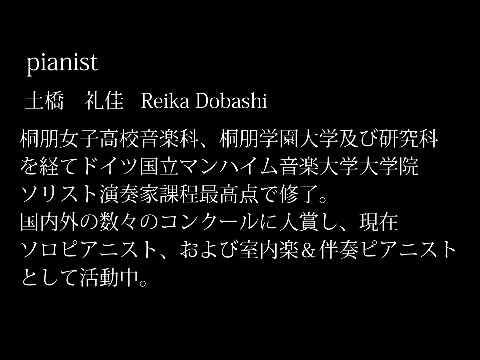 pianist
土橋　礼佳　Reika Dobashi
桐朋女子高校音楽科、桐朋学園大学及び研究科
を経てドイツ国立マンハイム音楽大学大学院
ソリスト演奏家課程最高点で修了。
国内外の数々のコンクールに入賞し、現在
ソロピアニスト、および室内楽＆伴奏ピアニスト
として活動中。